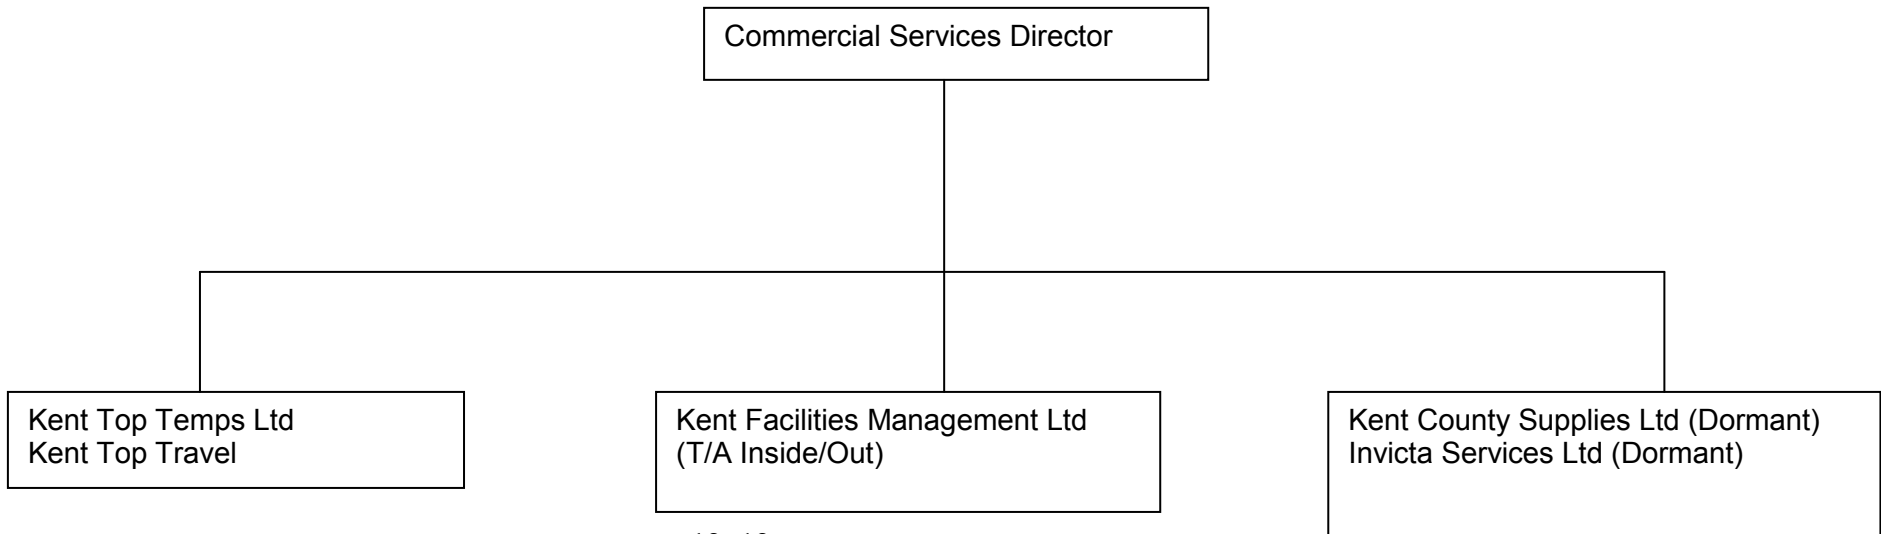 Commercial Services Director
Kent Top Temps Ltd
Kent Top Travel
Kent Facilities Management Ltd
(T/A Inside/Out)
Kent County Supplies Ltd (Dormant)
Invicta Services Ltd (Dormant)